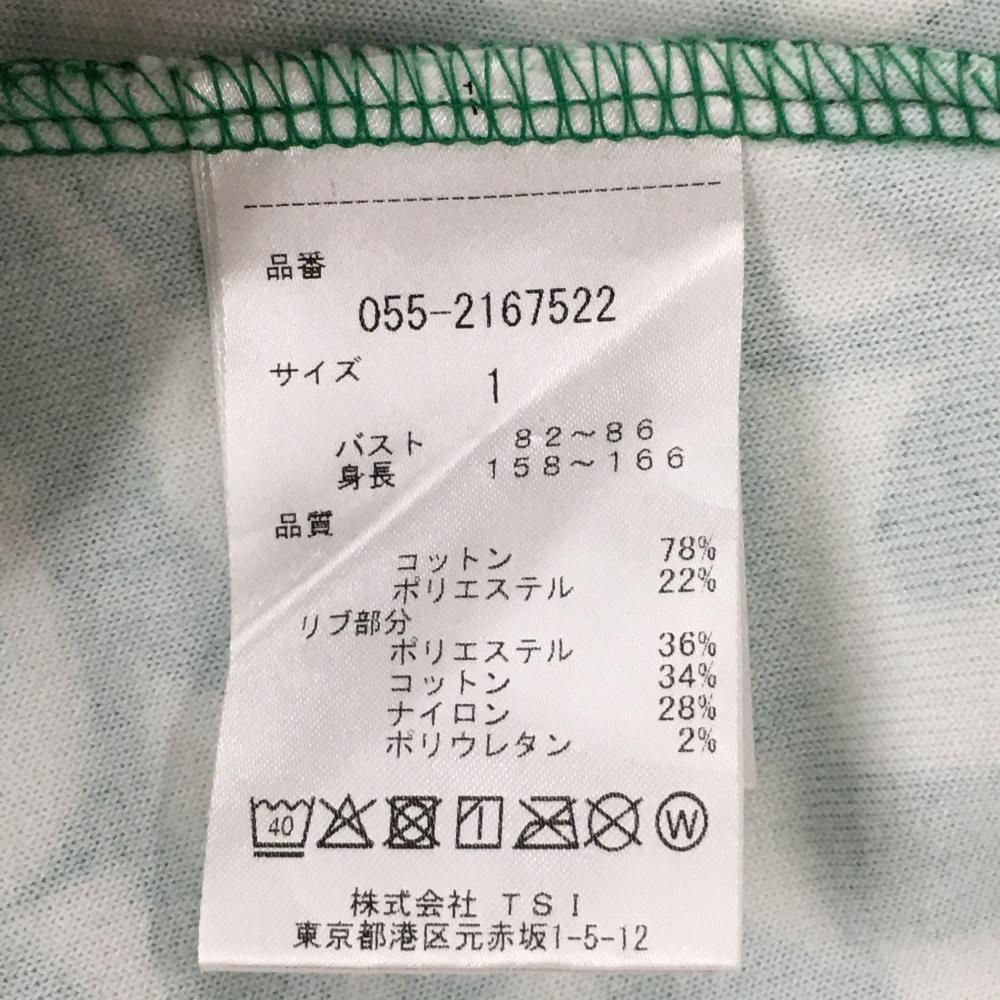 品番
055-2167522
サイズ 1
バスト 82～86
身長 158～166
品質
コットン 78%
ポリエステル 22%
リブ部分
ポリエステル 36%
コットン 34%
ナイロン 28%
ポリウレタン 2%
40 W
株式会社 TSI
東京都港区元赤坂1-5-12